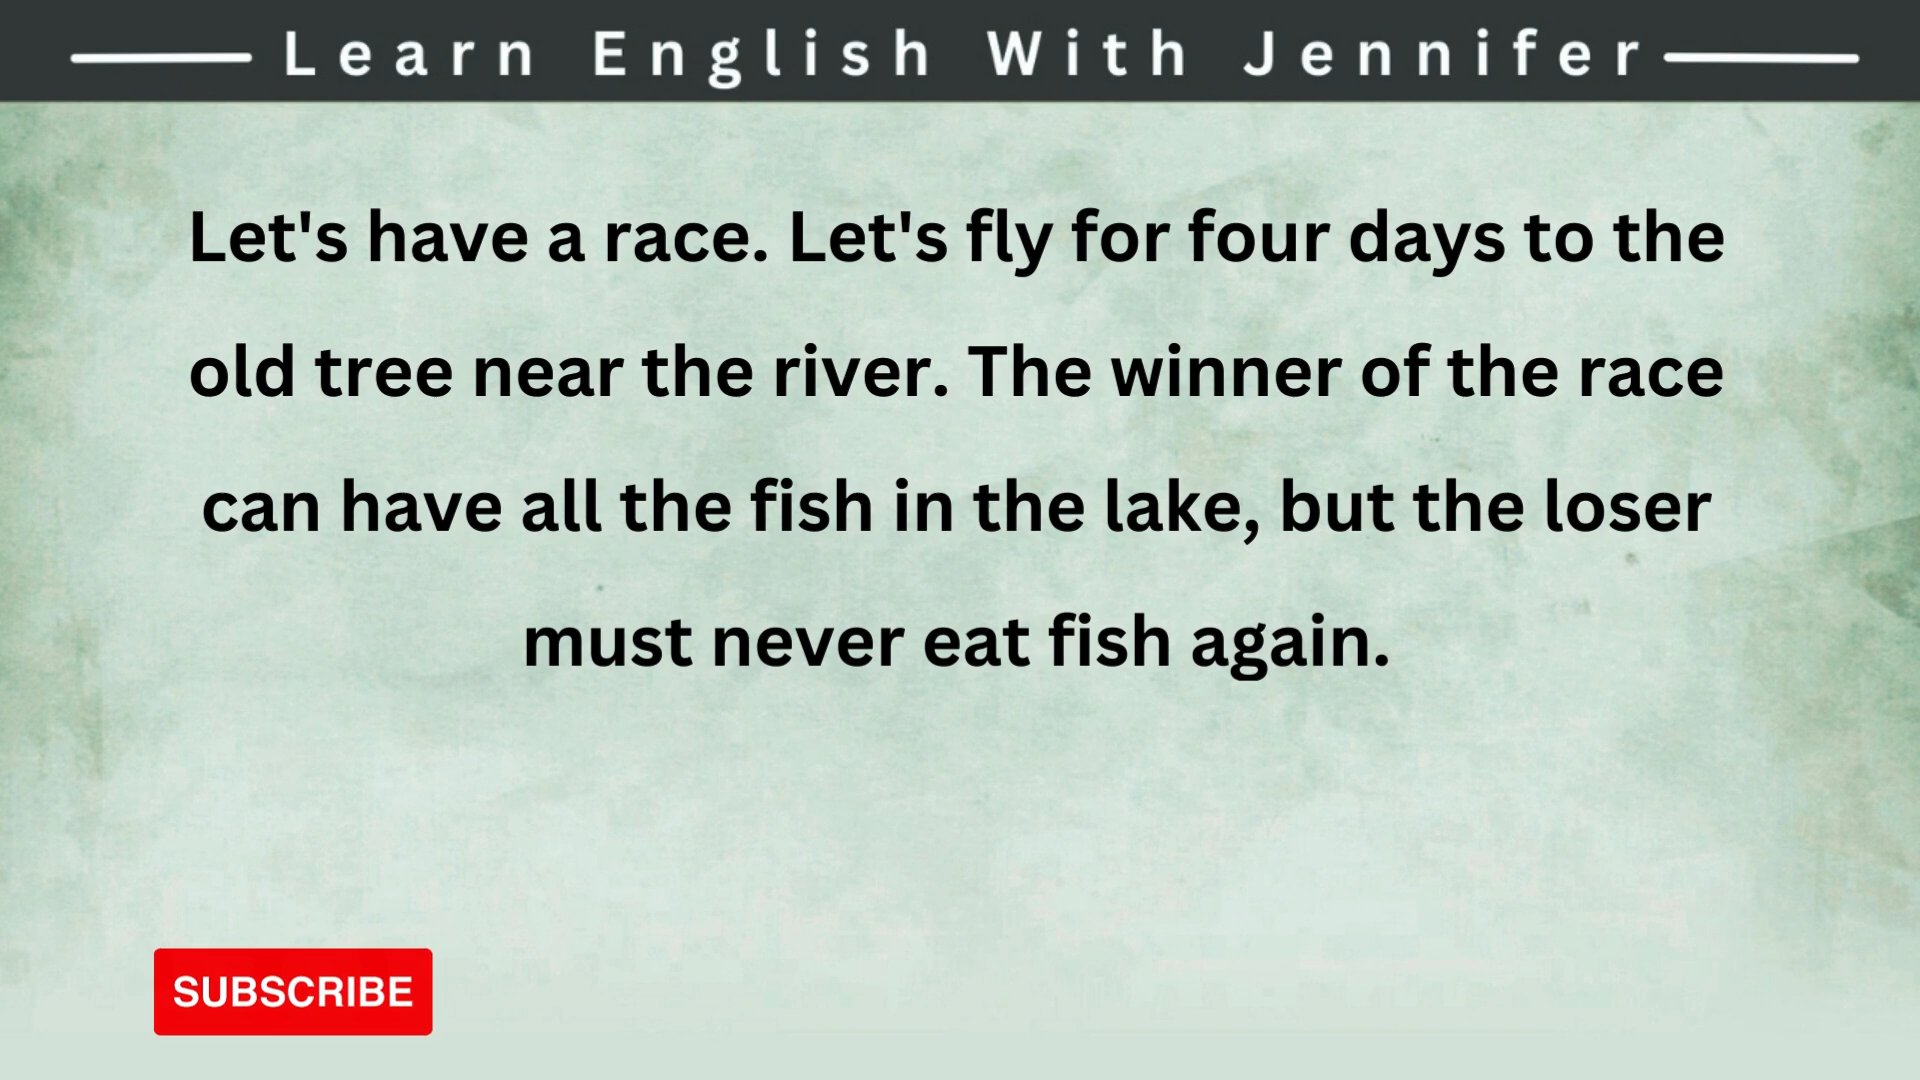 Learn English With Jennifer
Let's have a race. Let's fly for four days to the
old tree near the river. The winner of the race
can have all the fish in the lake, but the loser
must never eat fish again.
SUBSCRIBE